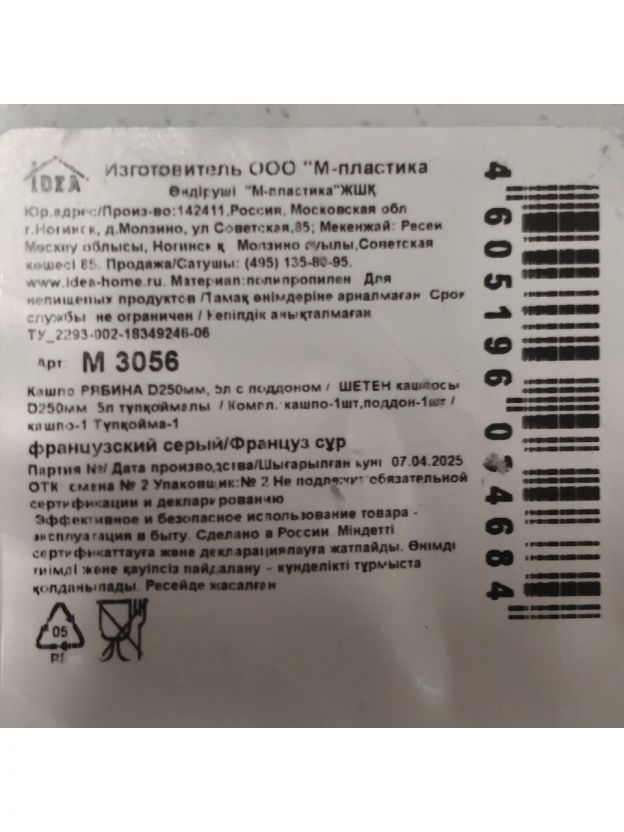 IDEA
Изготовитель ООО "М-пластика
Өндіруші "М-пластика"ЖШҚ
Юр.адрес/Произ-во:142411,Россия, Московская обл
г.Ногинск, д.Молзино, ул Советская,85; Мекенжай: Ресей
Мәскеу облысы, Ногинск қ Молзино ауылы,Советская
көшесі 85. Продажа/Сатушы: (495) 135-80-95.
www.idea-home.ru. Материал:полипропилен Для
непищевых продуктов /Тамақ өнімдеріне арналмаған Срок
службы не ограничен / Кепілдік анықталмаған
ТУ_2293-002-18349246-06
Арт: М 3056
Кашпо РЯБИНА D250мм, 5л с поддоном / ШЕТЕН кашпосы
D250мм 5л түпқоймалы / Компл: кашпо-1шт,поддон-1шт /
кашпо-1 Түпқойма-1
французский серый/Француз сұр
Партия №/ Дата производства/Шығарылған күні 07.04.2025
ОТК: смена № 2 Упаковщик:№ 2 Не подлежит обязательной
сертификации и декларированию
Эффективное и безопасное использование товара -
эксплуатация в быту. Сделано в России. Міндетті
сертификаттауға және декларациялауға жатпайды. Өнімді
тиімді және қауіпсіз пайдалану – күнделікті тұрмыста
қолданылады. Ресейде жасалған
05
PP
4 605196 034684